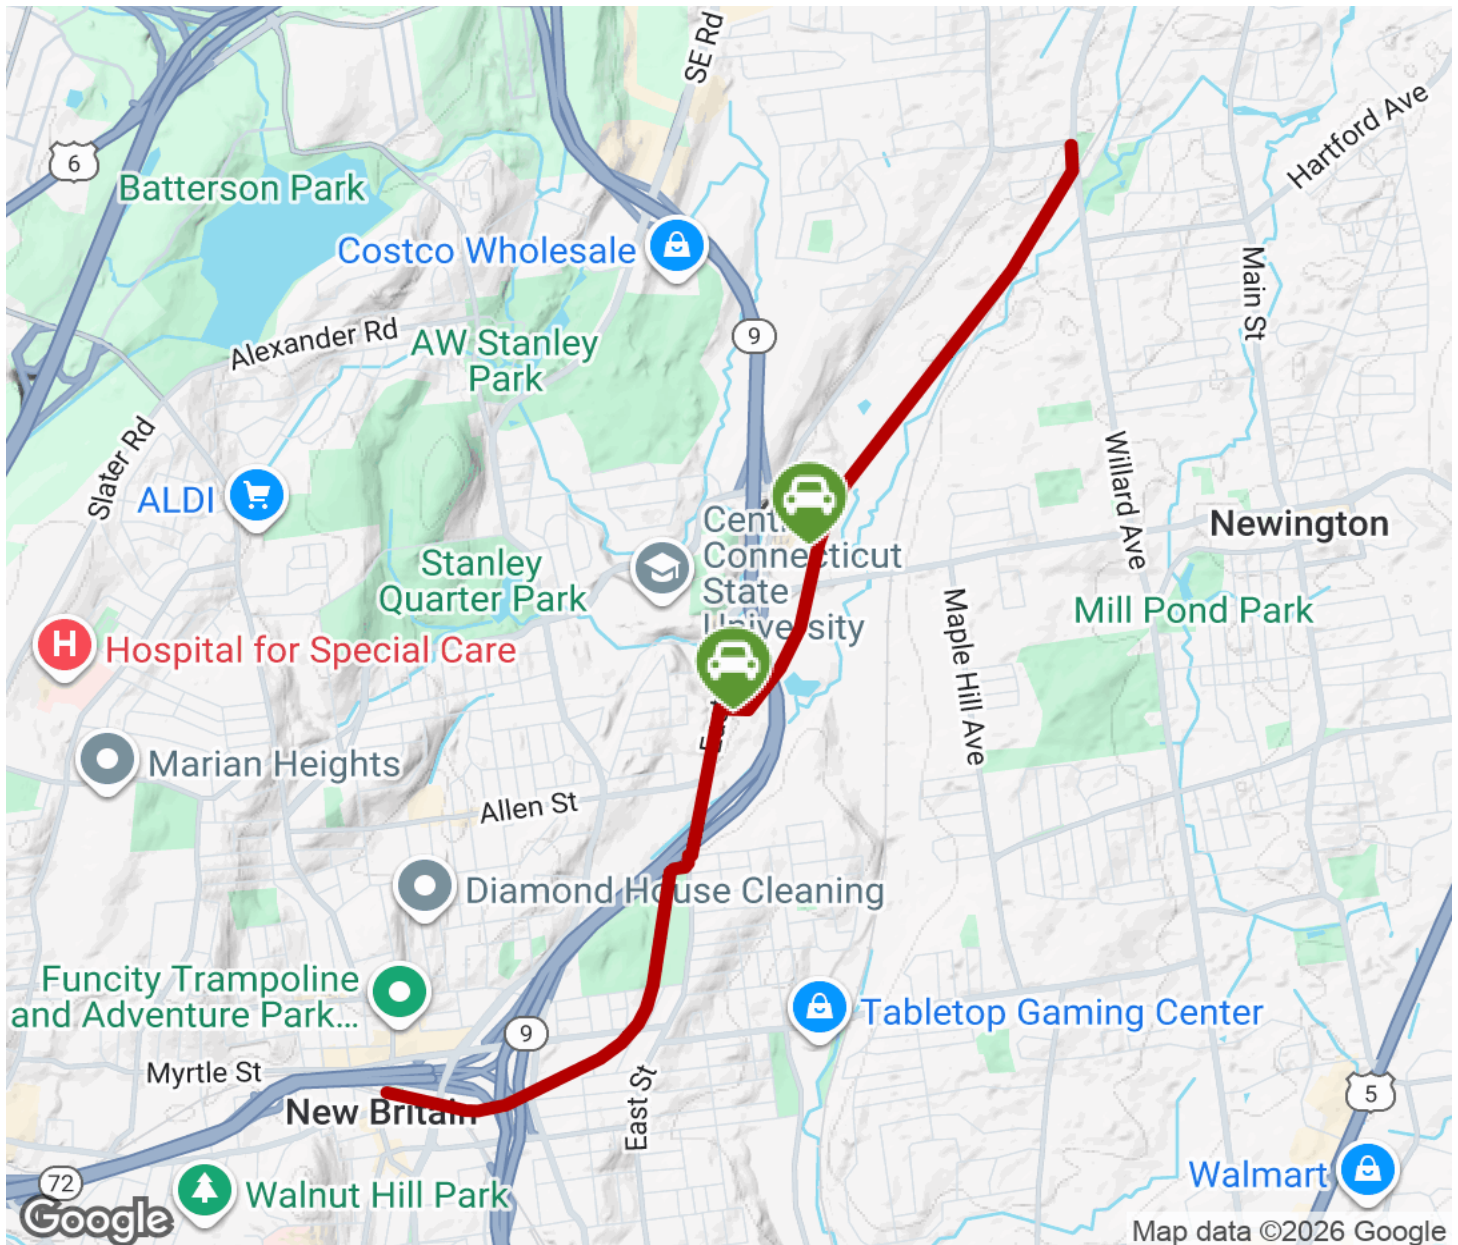 SE Rd
Hartford Ave
6
Batterson Park
Costco Wholesale
Main St
9
Alexander Rd
AW Stanley
Park
Slater Rd
ALDI
Willard Ave
Newington
Connecticut
State
University
Stanley
Quarter Park
Maple Hill Ave
Mill Pond Park
H
Hospital for Special Care
Marian Heights
Allen St
Diamond House Cleaning
Funcity Trampoline
and Adventure Park...
Tabletop Gaming Center
9
Myrtle St
New Britain
East St
5
72
Walnut Hill Park
Walmart
Google
Map data ©2026 Google